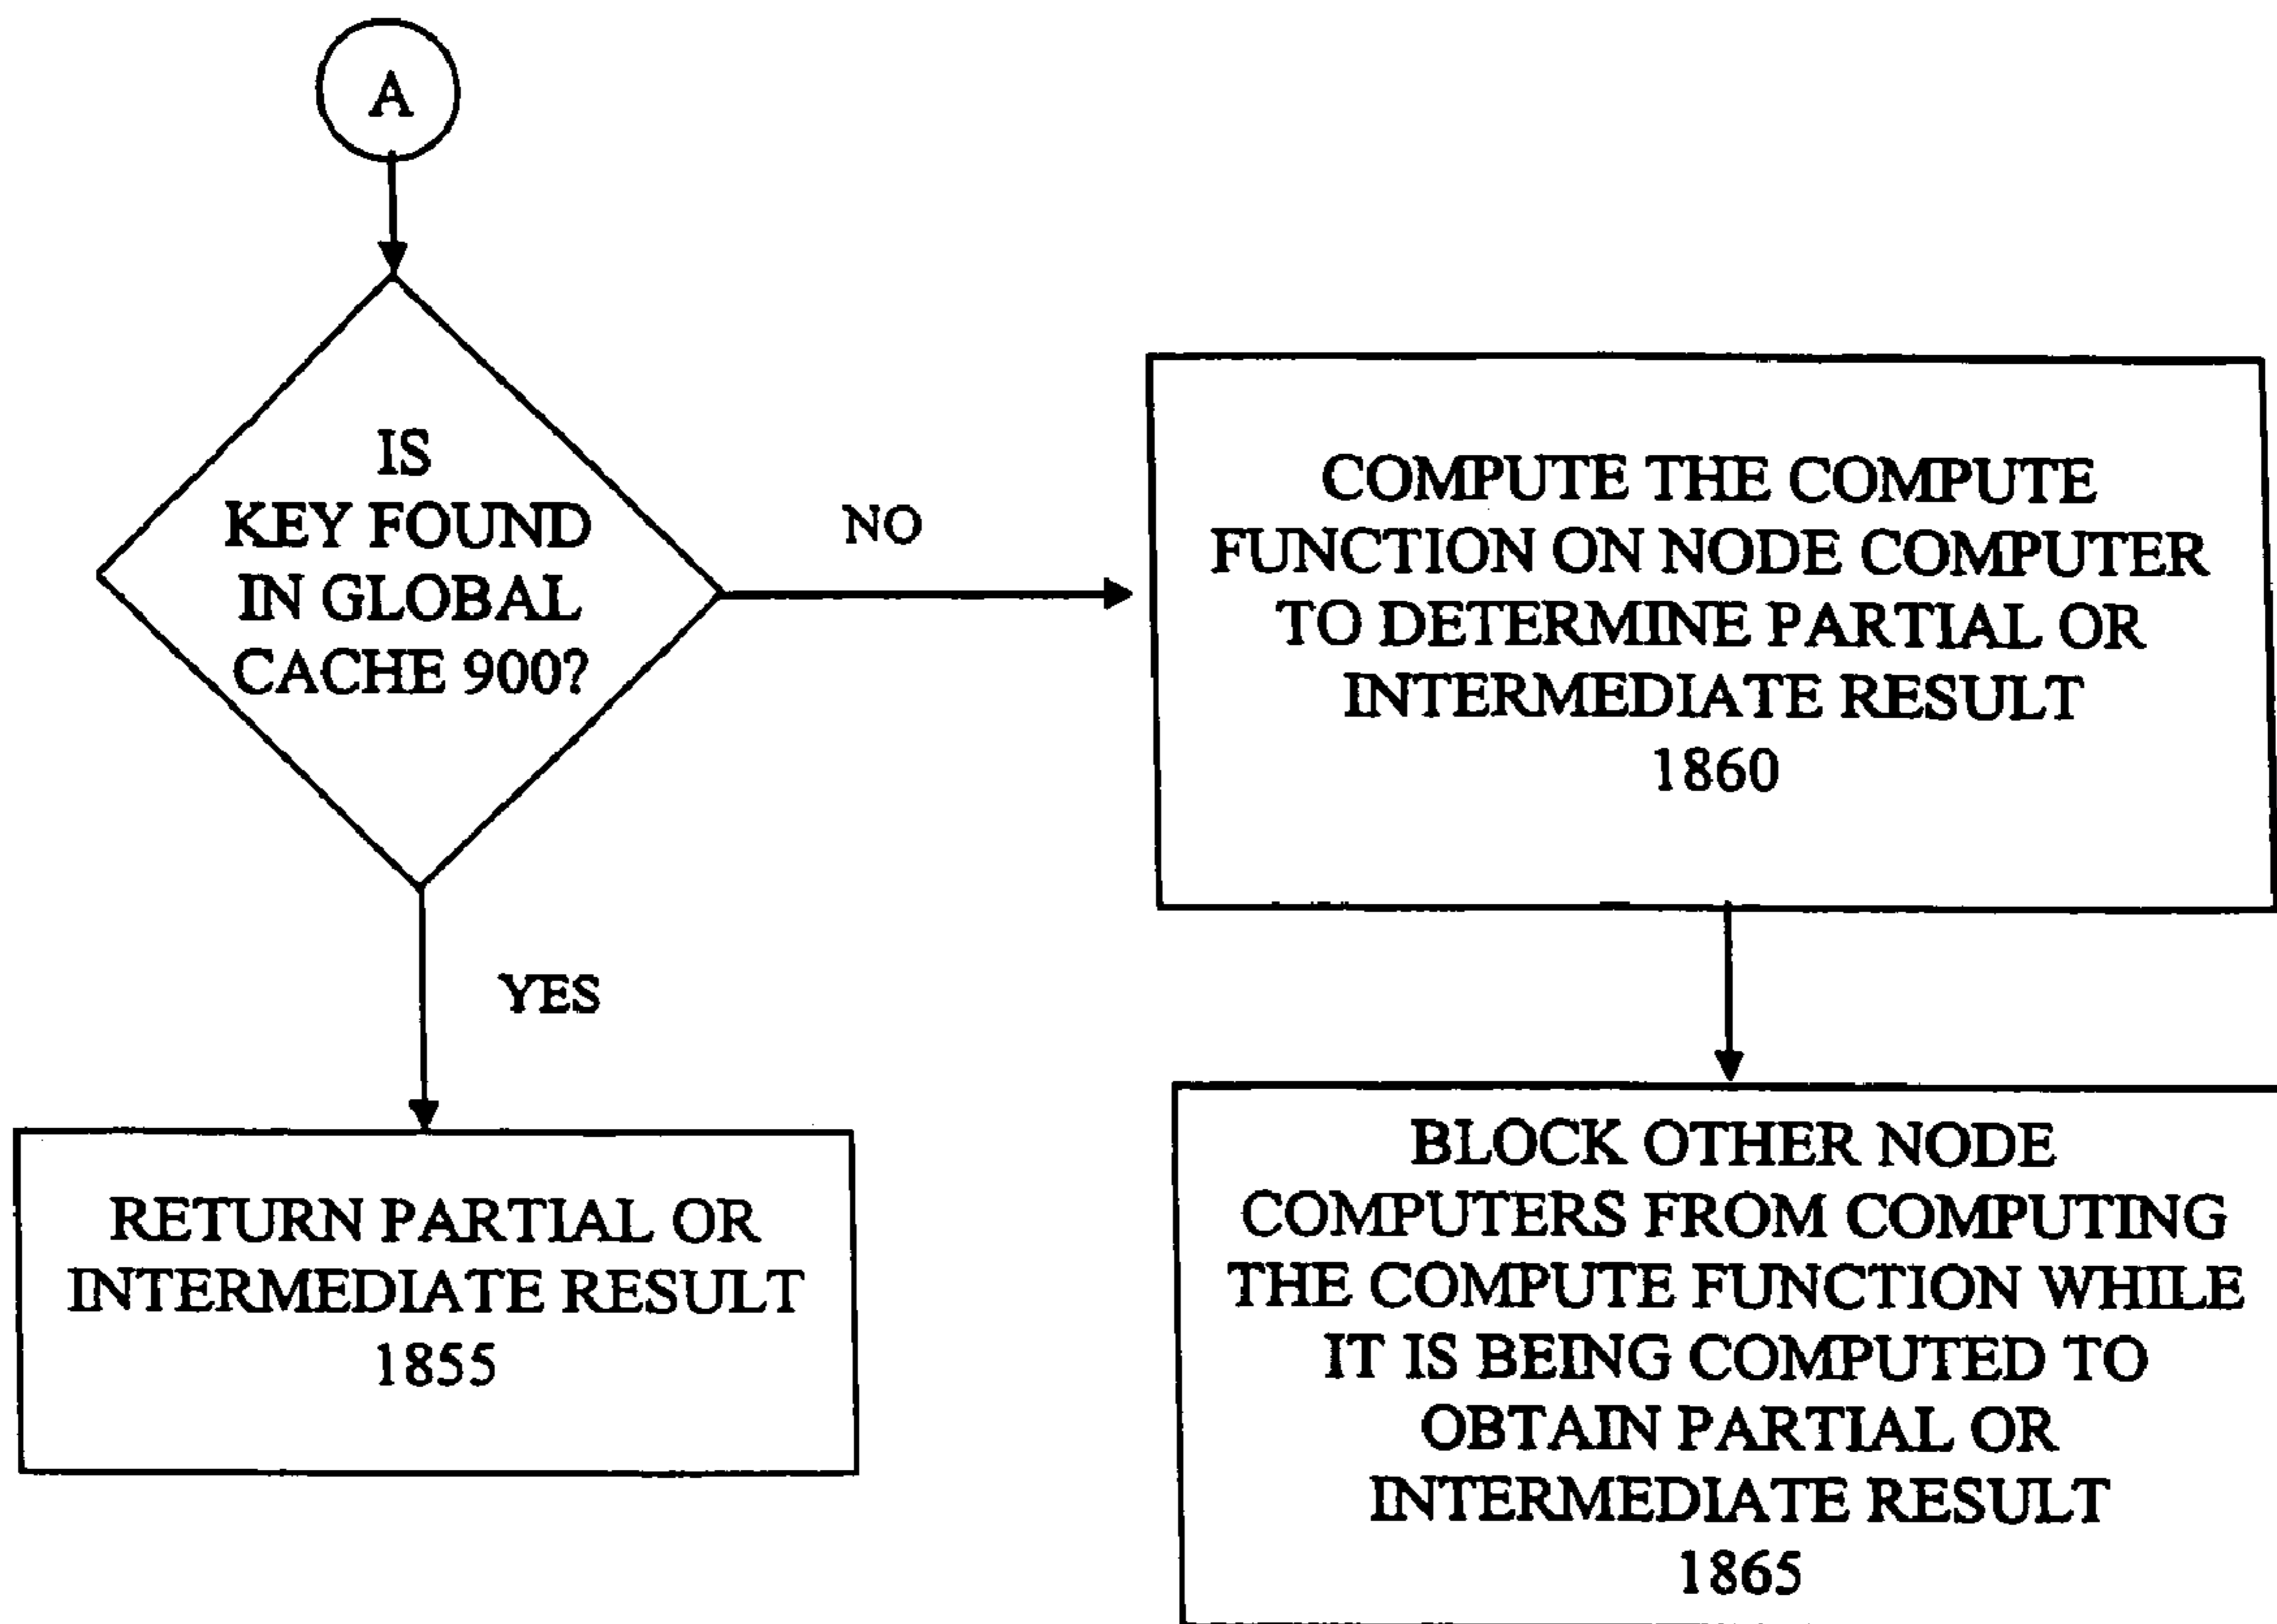 A
IS
KEY FOUND
IN GLOBAL
CACHE 900?
NO
COMPUTE THE COMPUTE
FUNCTION ON NODE COMPUTER
TO DETERMINE PARTIAL OR
INTERMEDIATE RESULT
1860
YES
RETURN PARTIAL OR
INTERMEDIATE RESULT
1855
BLOCK OTHER NODE
COMPUTERS FROM COMPUTING
THE COMPUTE FUNCTION WHILE
IT IS BEING COMPUTED TO
OBTAIN PARTIAL OR
INTERMEDIATE RESULT
1865